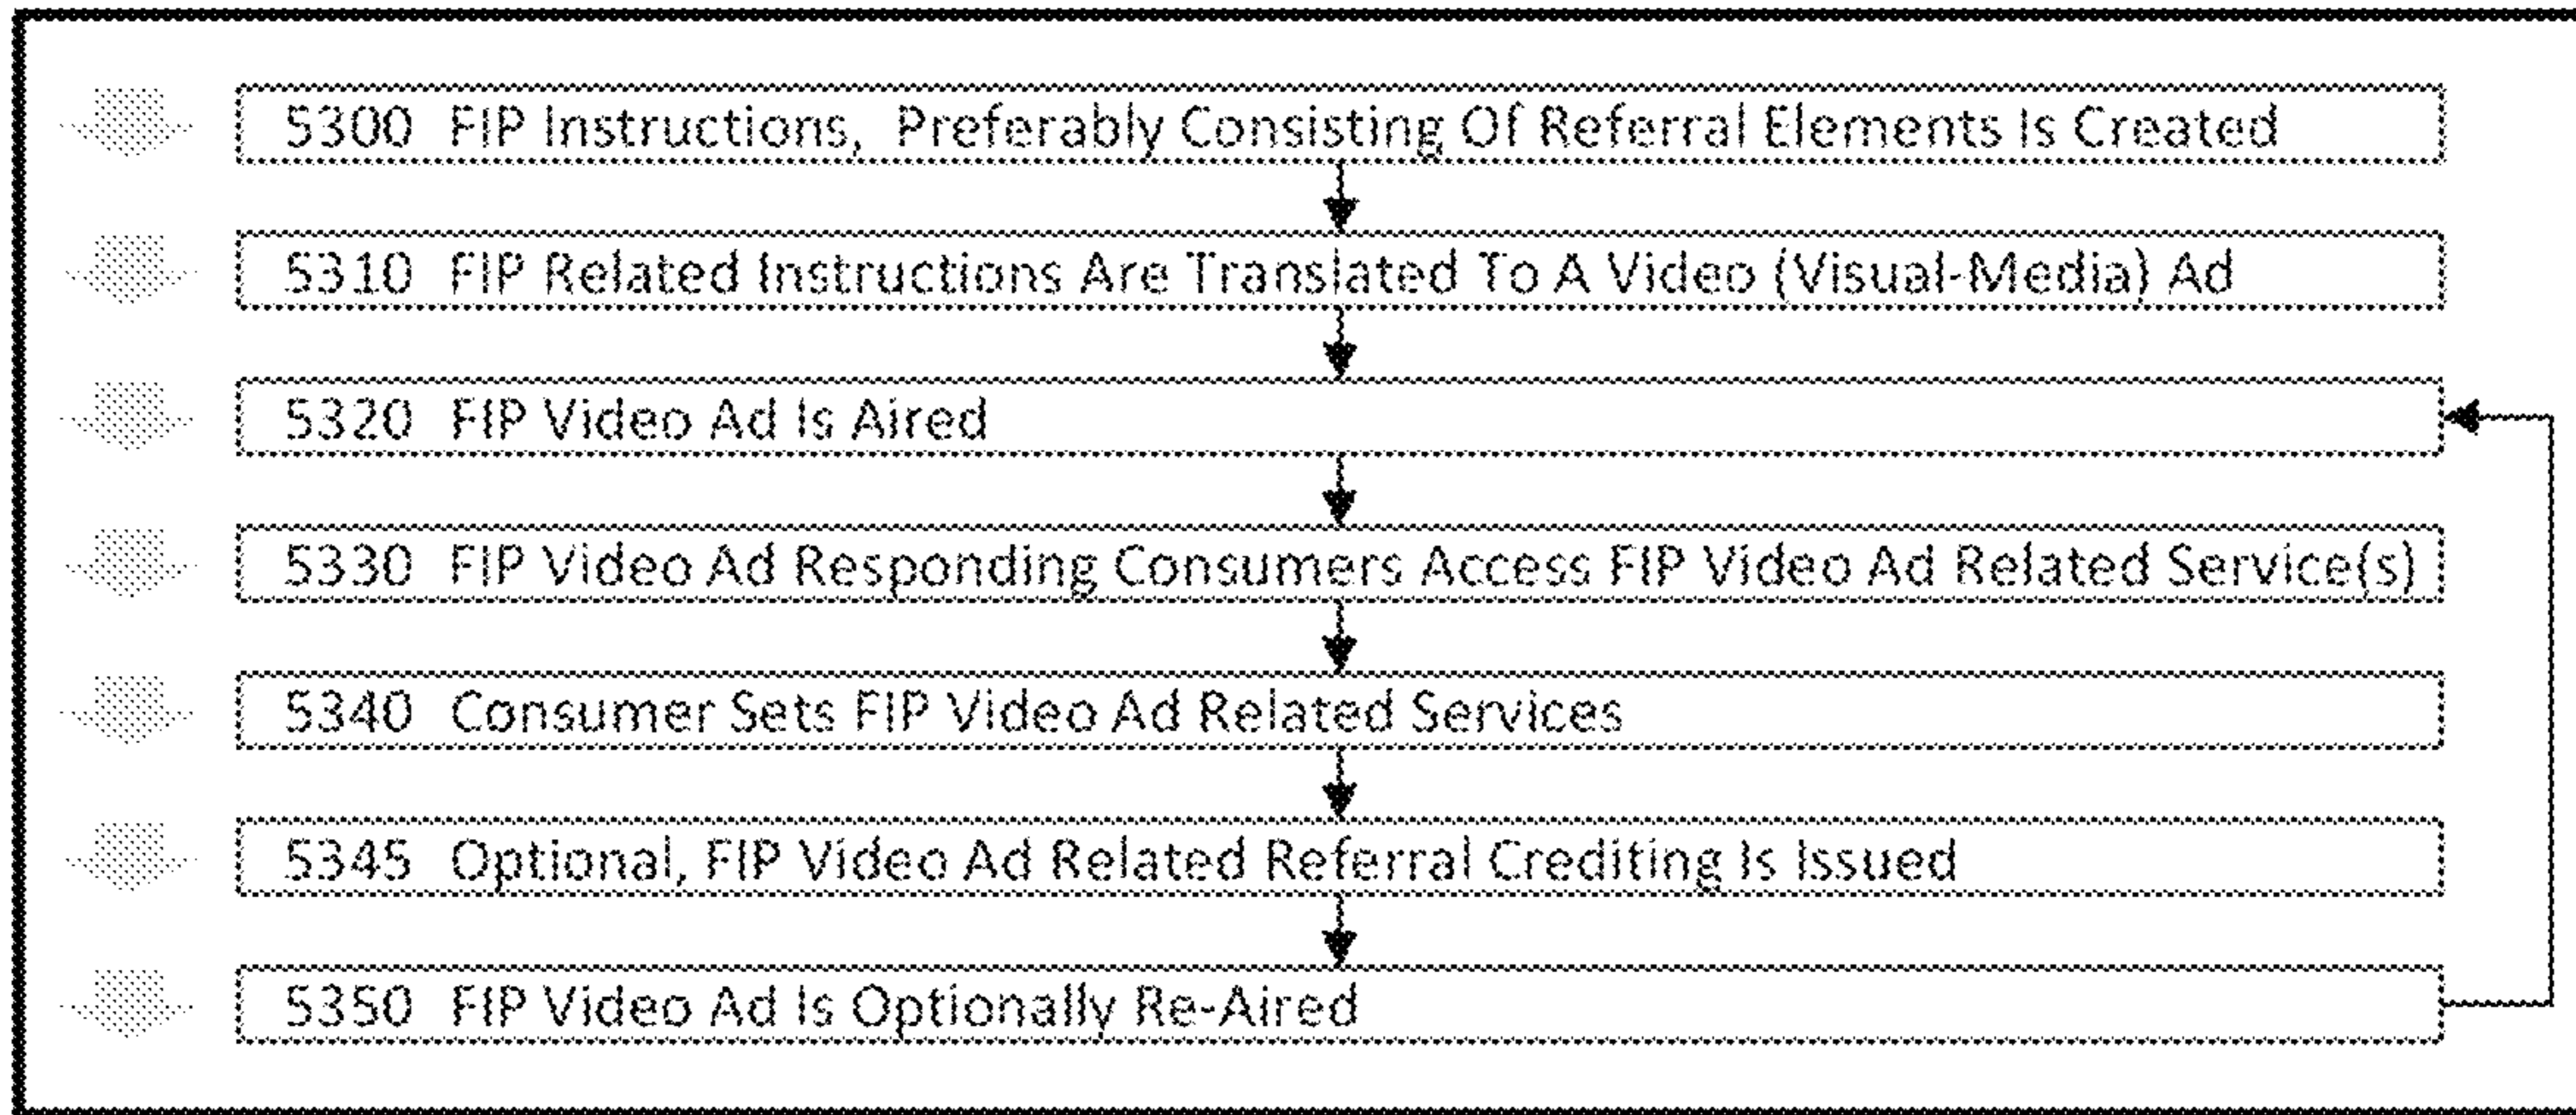 5300 FIP Instructions, Preferably Consisting Of Referral Elements Is Created
5310 FIP Related Instructions Are Translated To A Video (Visual-Media) Ad
5320 FIP Video Ad Is Aired
5330 FIP Video Ad Responding Consumers Access FIP Video Ad Related Service(s)
5340 Consumer Sets FIP Video Ad Related Services
5345 Optional, FIP Video Ad Related Referral Crediting Is Issued
5350 FIP Video Ad Is Optionally Re-Aired